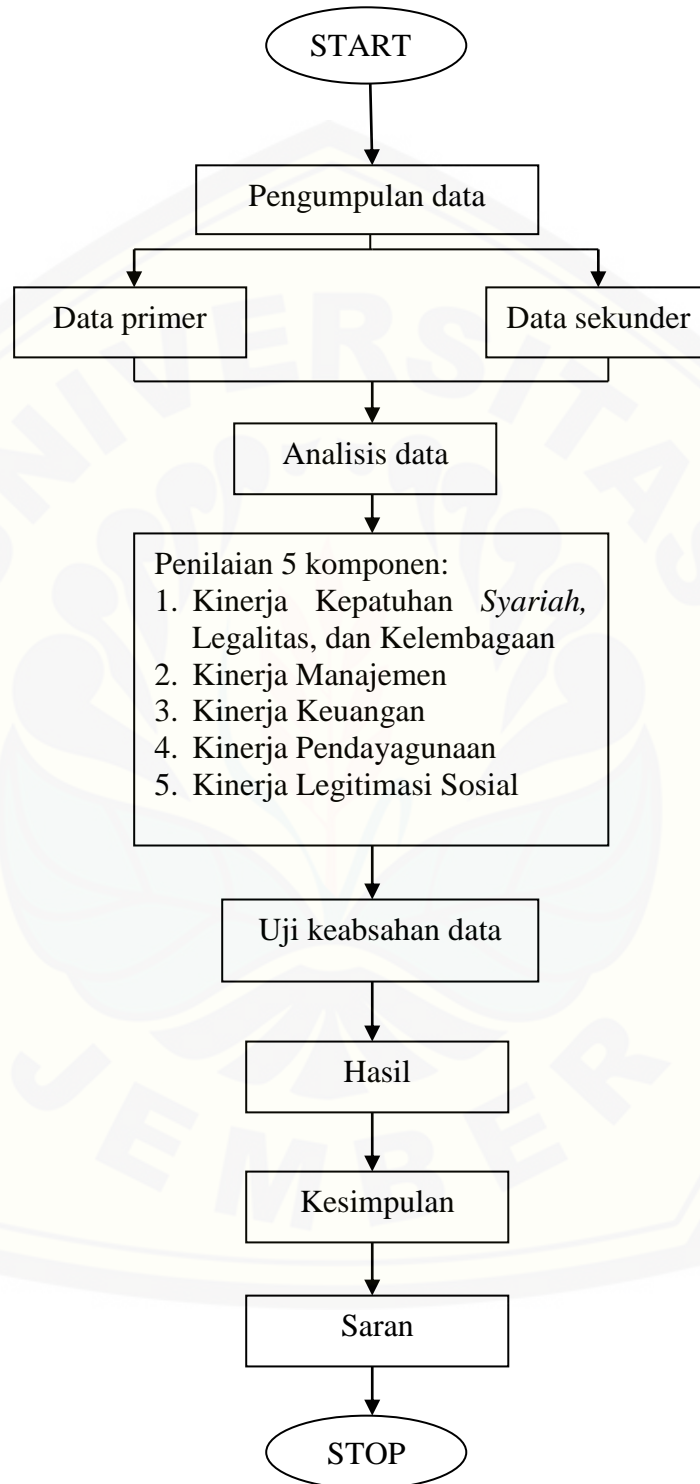 START
Pengumpulan data
Data primer
Data sekunder
Analisis data
Penilaian 5 komponen:
1. Kinerja Kepatuhan Syariah,
Legalitas, dan Kelembagaan
2. Kinerja Manajemen
3. Kinerja Keuangan
4. Kinerja Pendayagunaan
5. Kinerja Legitimasi Sosial
Uji keabsahan data
Hasil
Kesimpulan
Saran
STOP
UNIVERSITAS
JEMBER